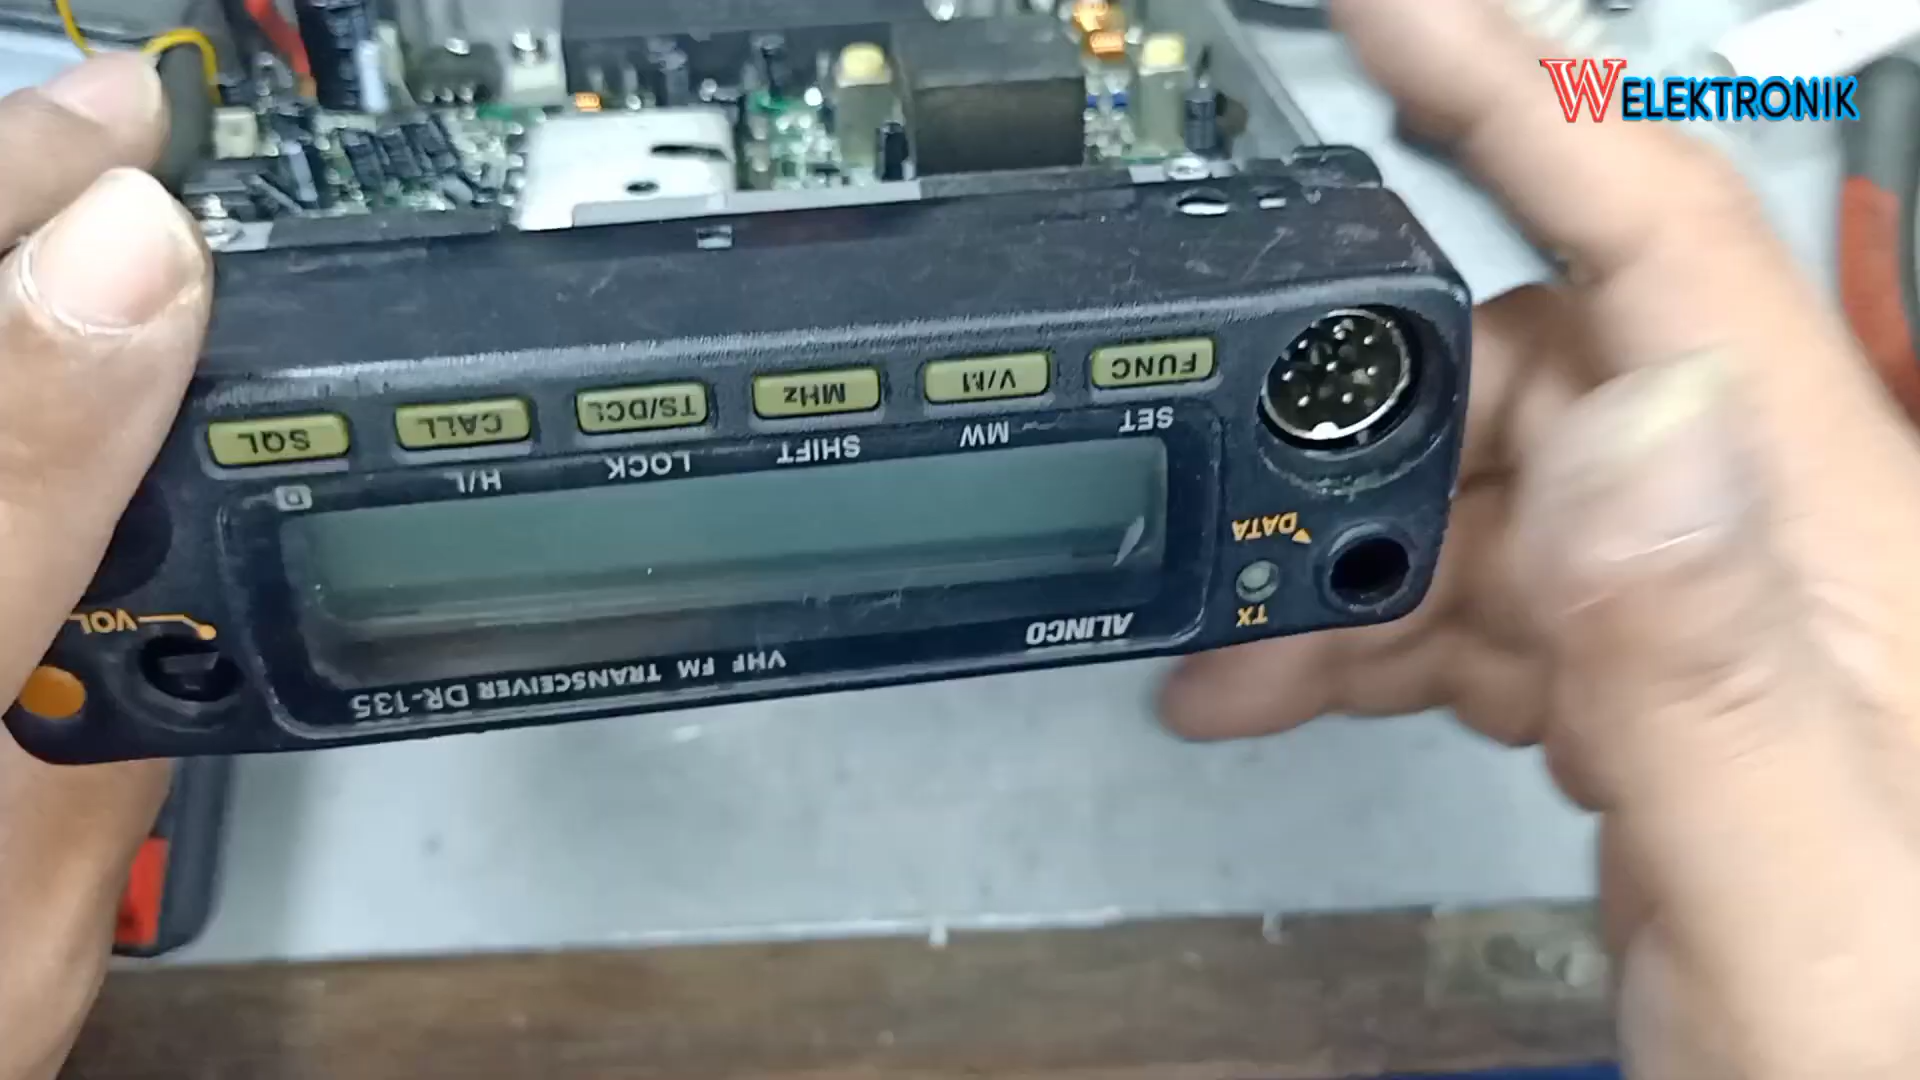 WELEKTRONIK
ALINCO
VHF FM TRANSCEIVER DR-135
TX
DATA
VOL
SET
MW
SHIFT
LOCK
H/L
D
FUNC
V/M
MHz
TS/DCS
CALL
SQL